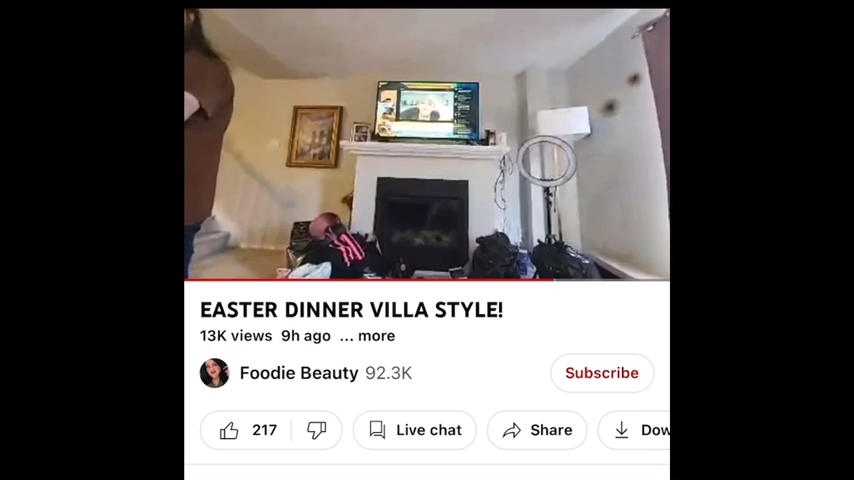 EASTER DINNER VILLA STYLE!
13K views 9h ago ... more
Foodie Beauty 92.3K
Subscribe
217
Live chat
Share
Dow